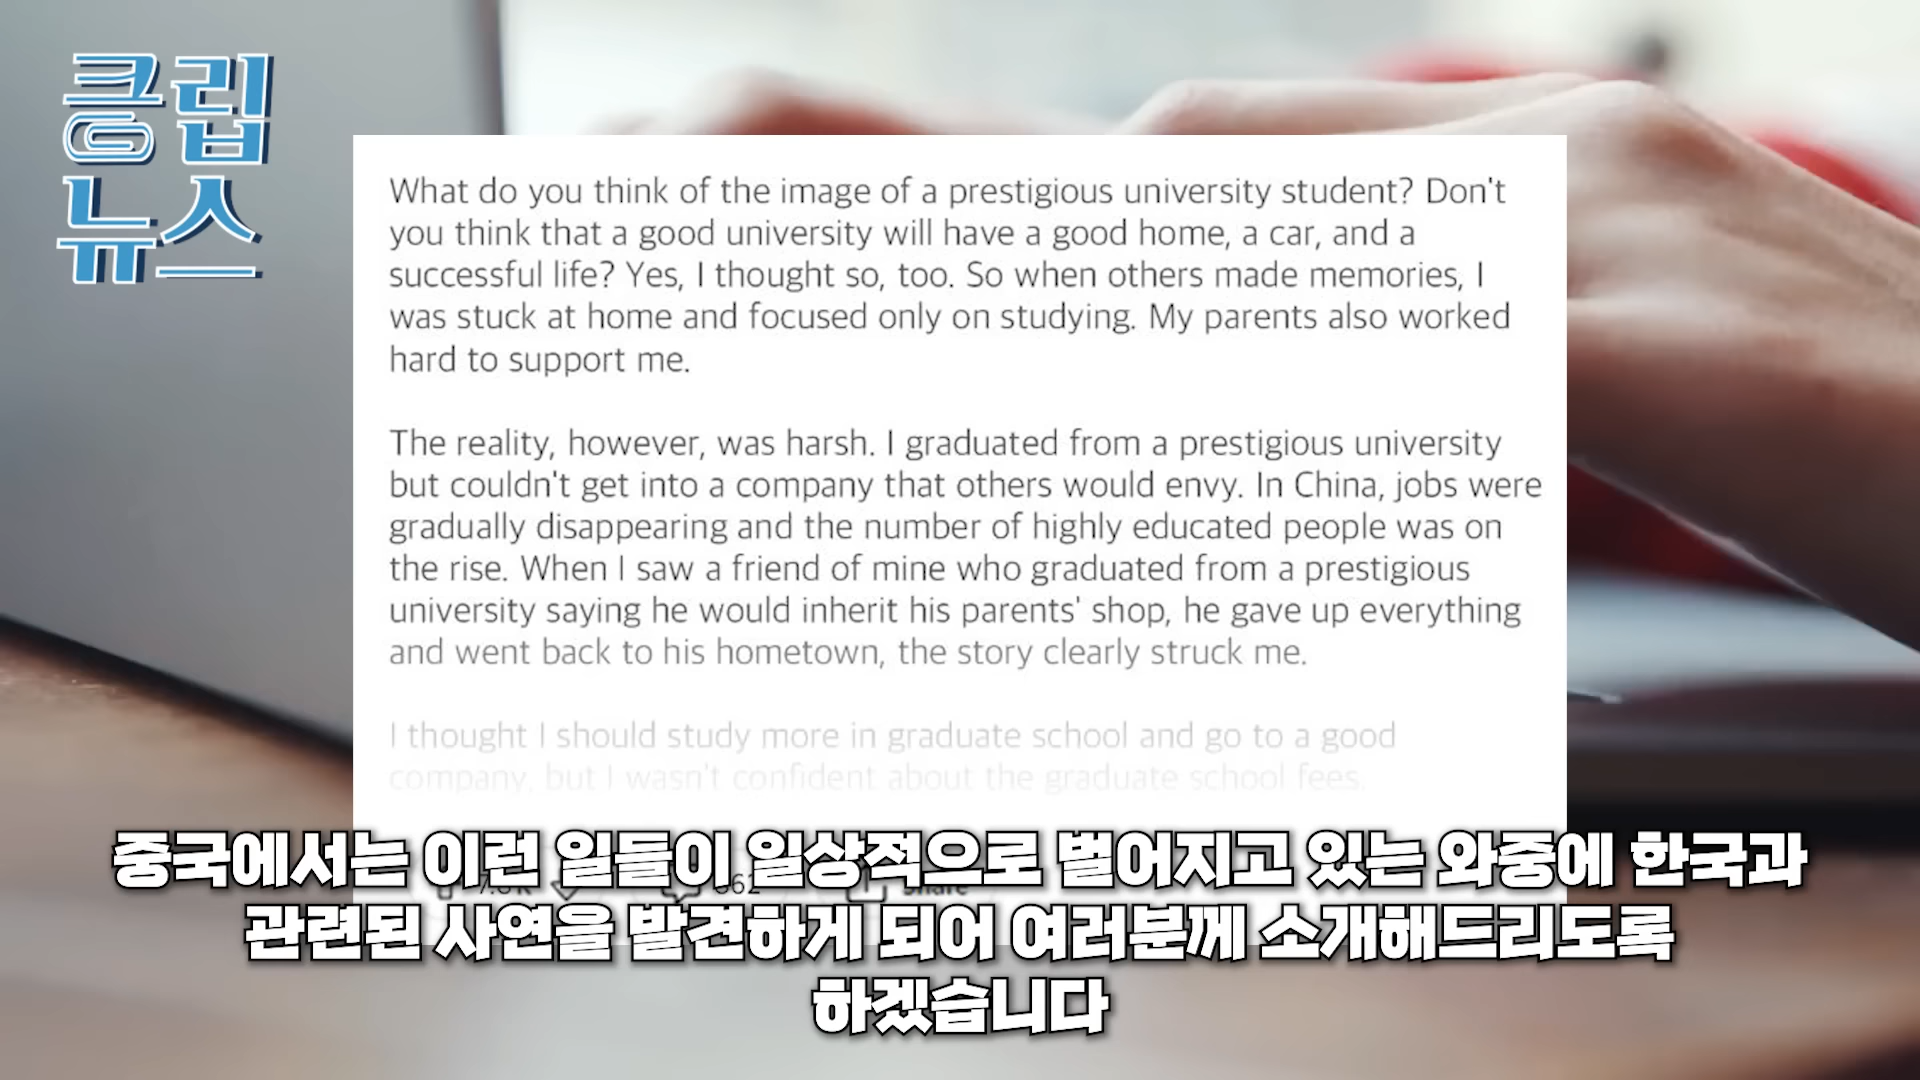 클립
뉴스
What do you think of the image of a prestigious university student? Don't
you think that a good university will have a good home, a car, and a
successful life? Yes, I thought so, too. So when others made memories, I
was stuck at home and focused only on studying. My parents also worked
hard to support me.
The reality, however, was harsh. I graduated from a prestigious university
but couldn't get into a company that others would envy. In China, jobs were
gradually disappearing and the number of highly educated people was on
the rise. When I saw a friend of mine who graduated from a prestigious
university saying he would inherit his parents' shop, he gave up everything
and went back to his hometown, the story clearly struck me.
I thought I should study more in graduate school and go to a good
company, but I wasn't confident about the graduate school fees.
중국에서는 이런 일들이 일상적으로 벌어지고 있는 와중에 한국과
관련된 사연을 발견하게 되어 여러분께 소개해드리도록
하겠습니다